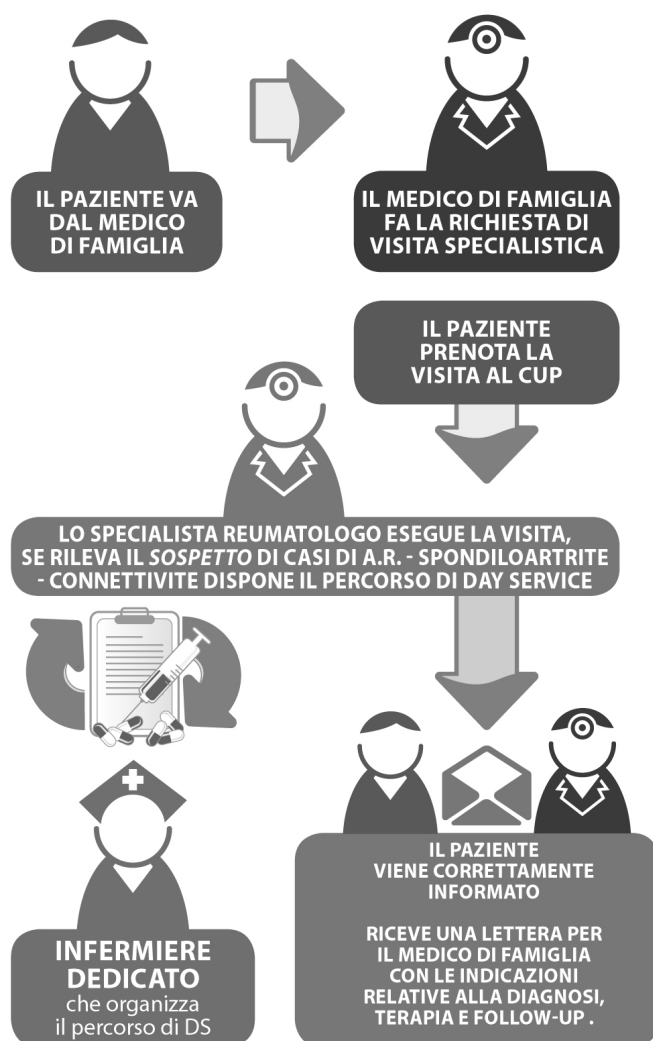 IL PAZIENTE VA
DAL MEDICO
DI FAMIGLIA
IL MEDICO DI FAMIGLIA
FA LA RICHIESTA DI
VISITA SPECIALISTICA
IL PAZIENTE
PRENOTA LA
VISITA AL CUP
LO SPECIALISTA REUMATOLOGO ESEGUE LA VISITA,
SE RILEVA IL SOSPETTO DI CASI DI A.R. - SPONDILOARTRITE
- CONNETTIVITE DISPONE IL PERCORSO DI DAY SERVICE
INFERMIERE
DEDICATO
che organizza
il percorso di DS
IL PAZIENTE
VIENE CORRETTAMENTE
INFORMATO
RICEVE UNA LETTERA PER
IL MEDICO DI FAMIGLIA
CON LE INDICAZIONI
RELATIVE ALLA DIAGNOSI,
TERAPIA E FOLLOW-UP .